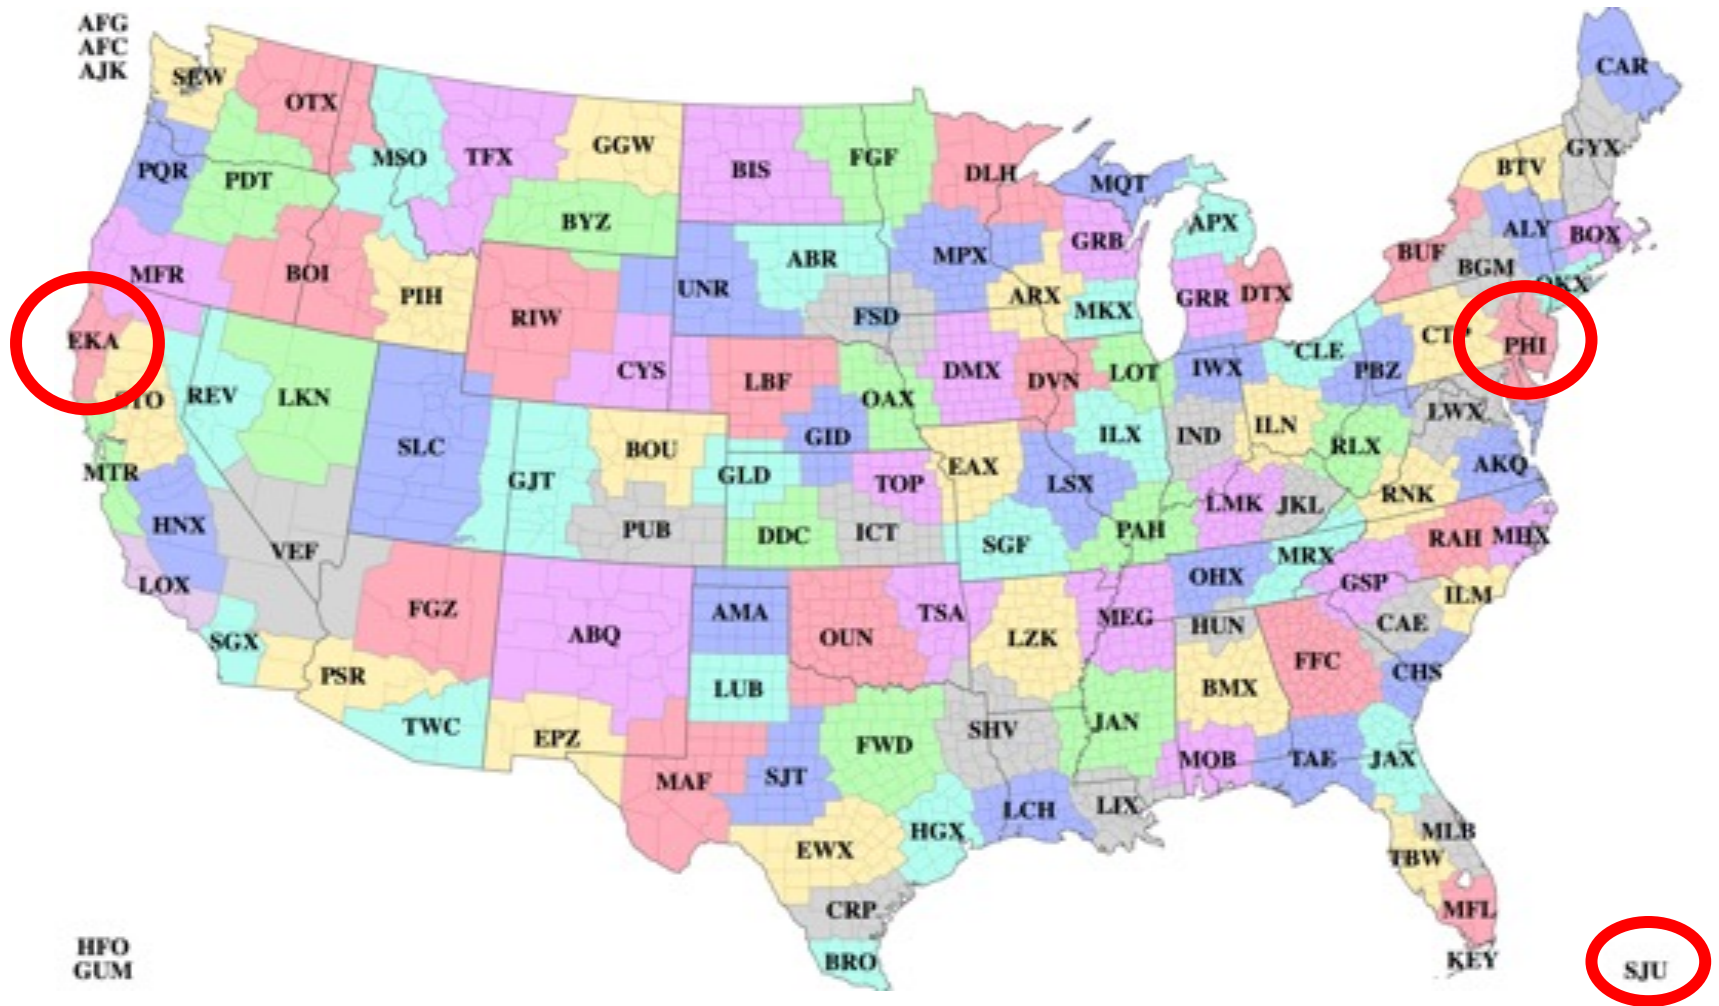 AFG
AFC
AJK
SEW
OTX
MSO
TFX
GGW
BIS
FGF
DLH
MQT
CAR
GYX
BTV
PQR
PDT
BYZ
MPX
GRB
APX
ALY
BOX
BUF
BGM
OKX
MFR
BOI
PIH
RIW
UNR
ABR
FSD
ARX
MKX
GRR
DTX
EKA
STO
REV
LKN
SLC
CYS
LBF
OAX
DMX
DVN
LOT
IWX
CLE
PBZ
CTP
PHI
GID
ILX
IND
ILN
RLX
LWX
AKQ
MTR
HNX
GJT
BOU
GLD
TOP
EAX
LSX
LMK
JKL
RNK
VEF
PUB
DDC
ICT
SGF
PAH
MRX
RAH
MHX
LOX
SGX
FGZ
ABQ
AMA
OUN
TSA
LZK
MEG
OHX
HUN
GSP
CAE
ILM
PSR
TWC
EPZ
LUB
FWD
SHV
JAN
BMX
FFC
CHS
MAF
SJT
LCH
LIX
MOB
TAE
JAX
EWX
HGX
MLB
TBW
CRP
MFL
BRO
KEY
HFO
GUM
SJU